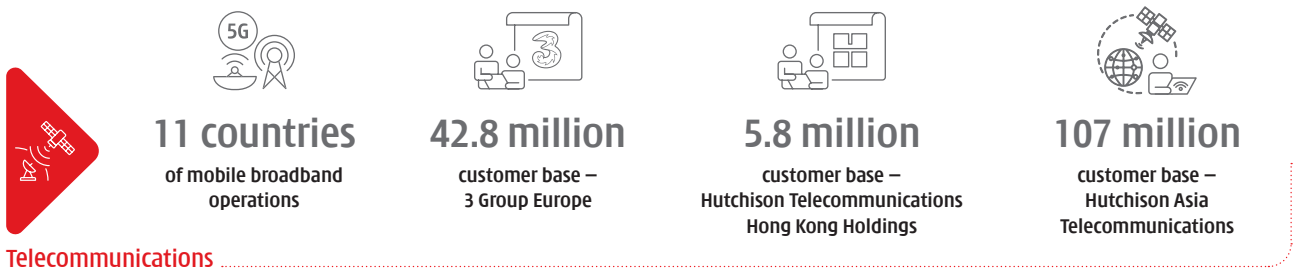 5G
3
11 countries
of mobile broadband
operations
42.8 million
customer base –
3 Group Europe
5.8 million
customer base –
Hutchison Telecommunications
Hong Kong Holdings
107 million
customer base –
Hutchison Asia
Telecommunications
Telecommunications